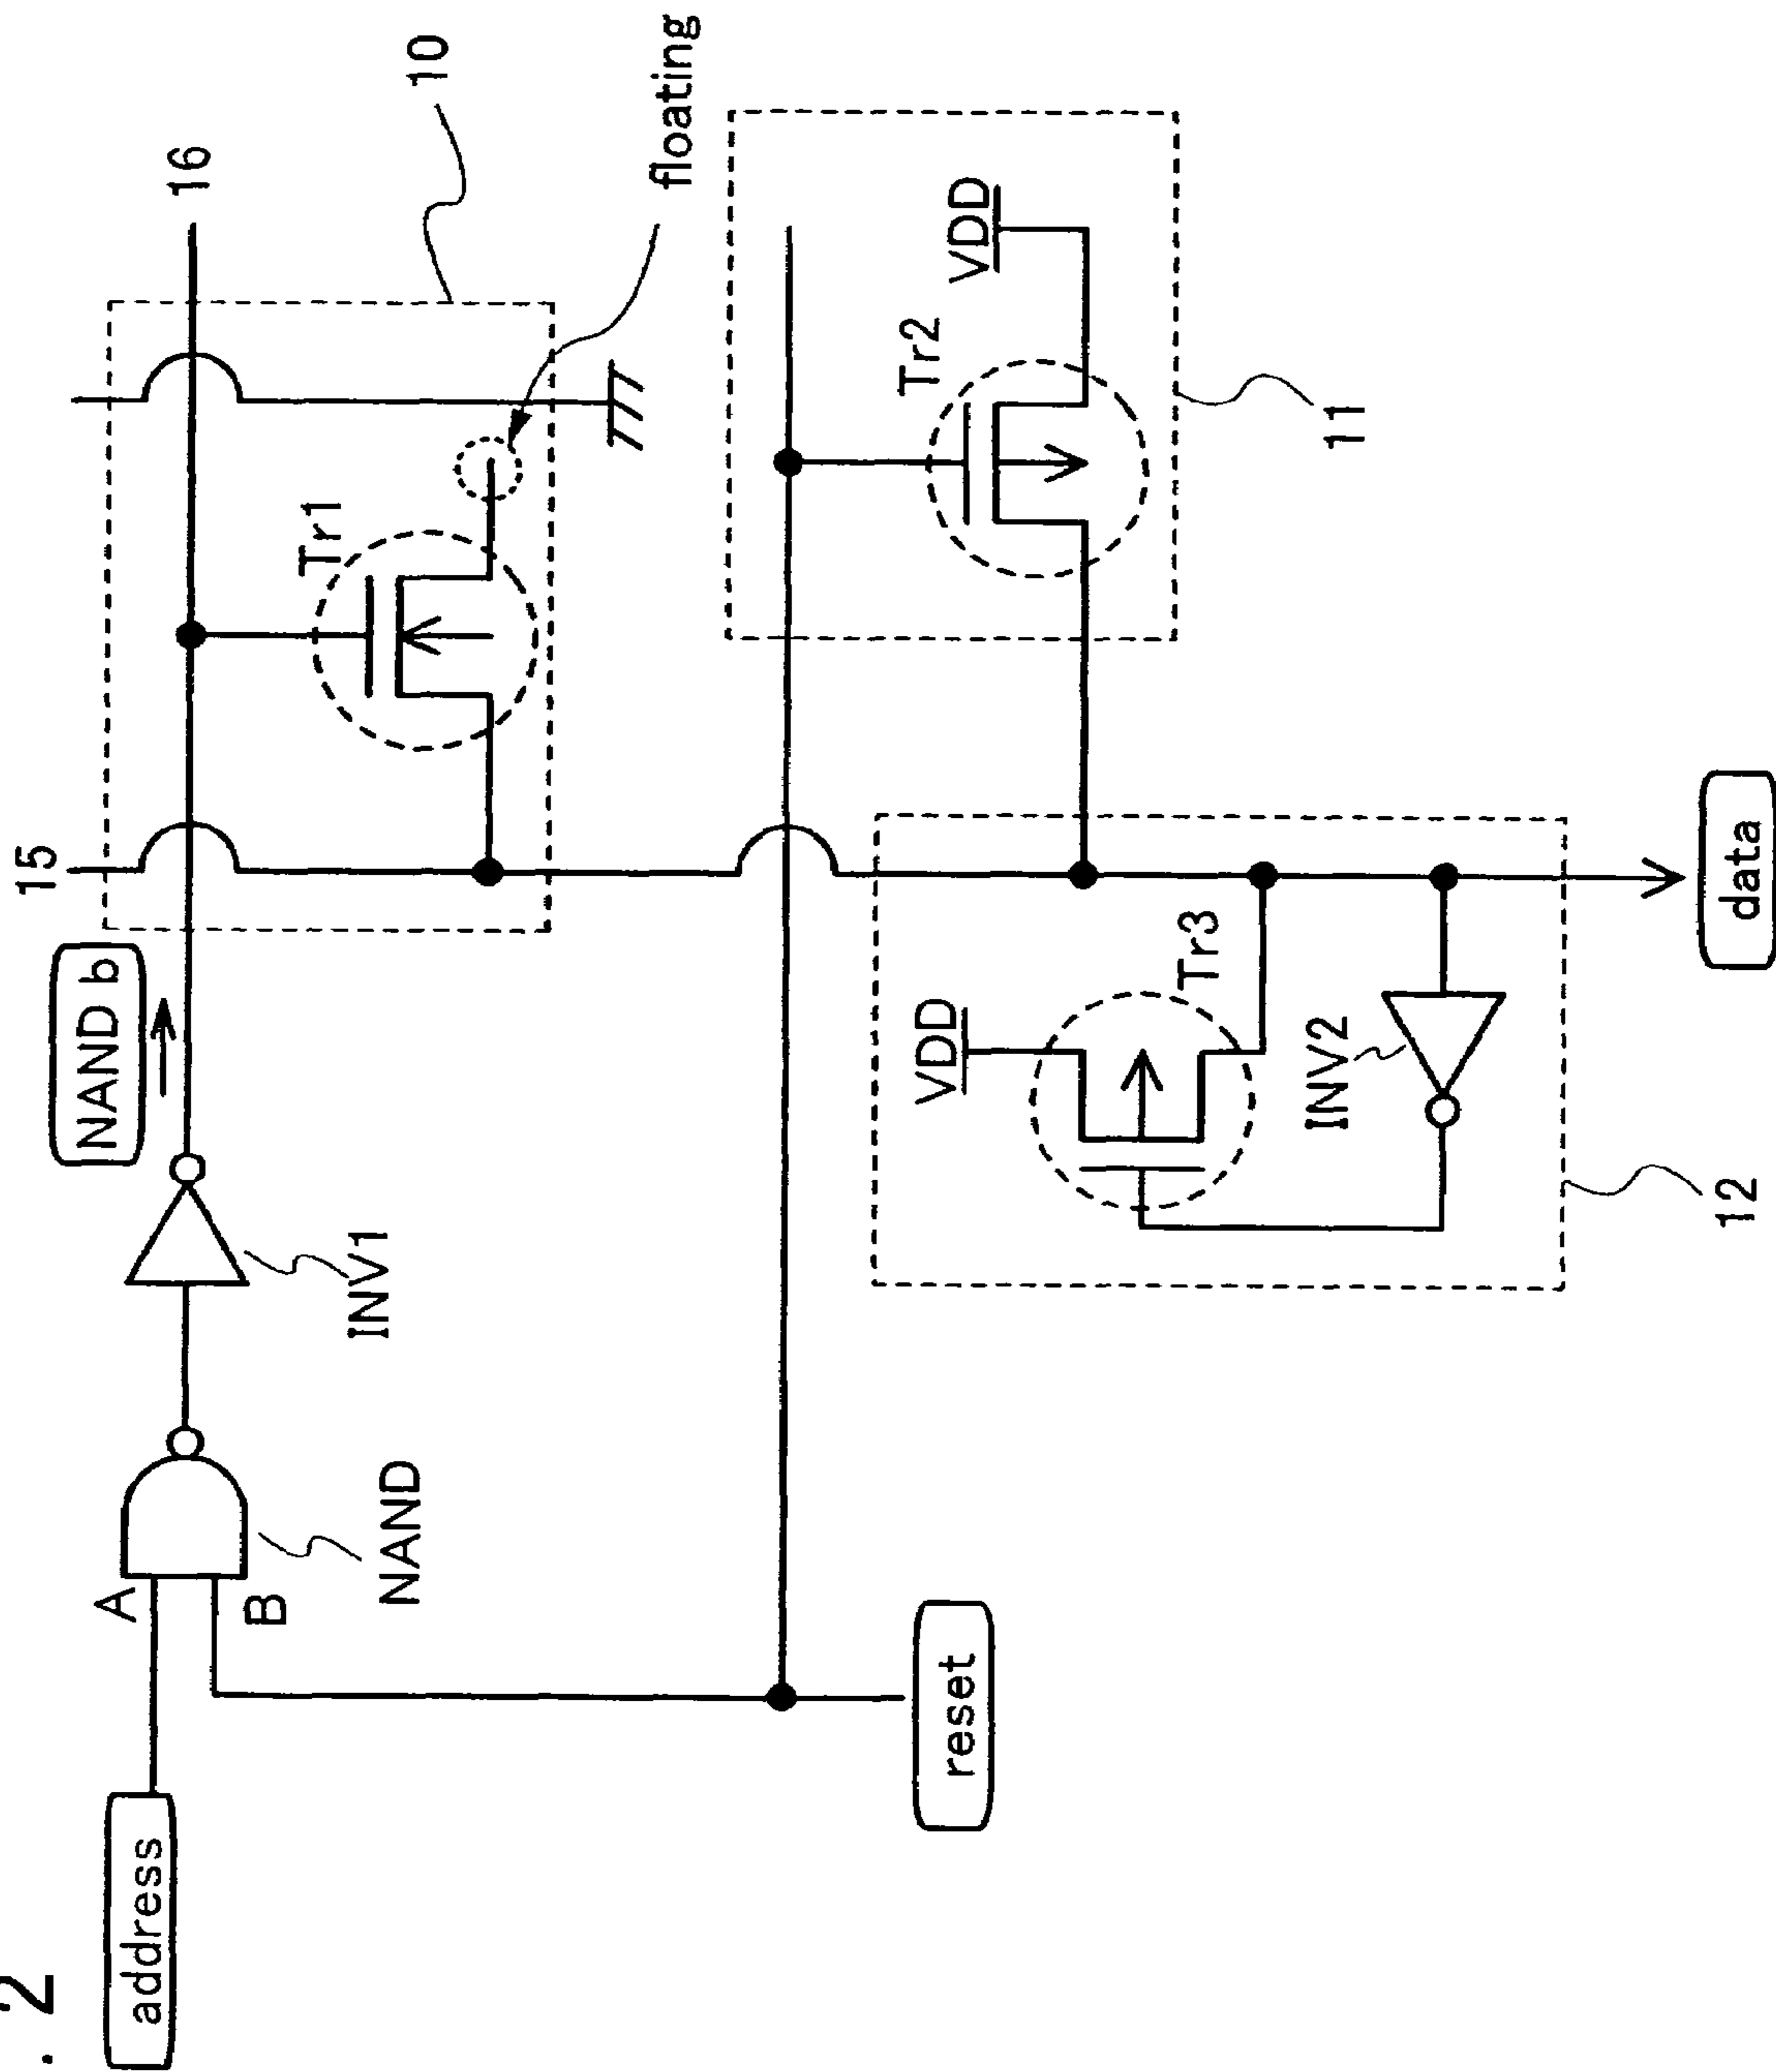 . 2
15
NAND b
A
address
16
B
Tr1
INV1
NAND
10
floating
Tr2
VDD
reset
VDD
Tr3
INV2
11
12
data